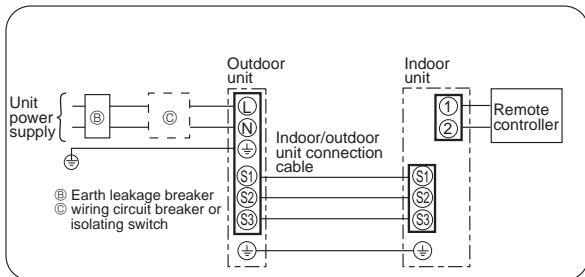 Outdoor
unit
Indoor
unit
Unit
power
supply
Ⓑ
Ⓒ
L
N
Indoor/outdoor
unit connection
cable
1
2
Remote
controller
S1
S2
S3
S1
S2
S3
Ⓑ Earth leakage breaker
Ⓒ wiring circuit breaker or
isolating switch